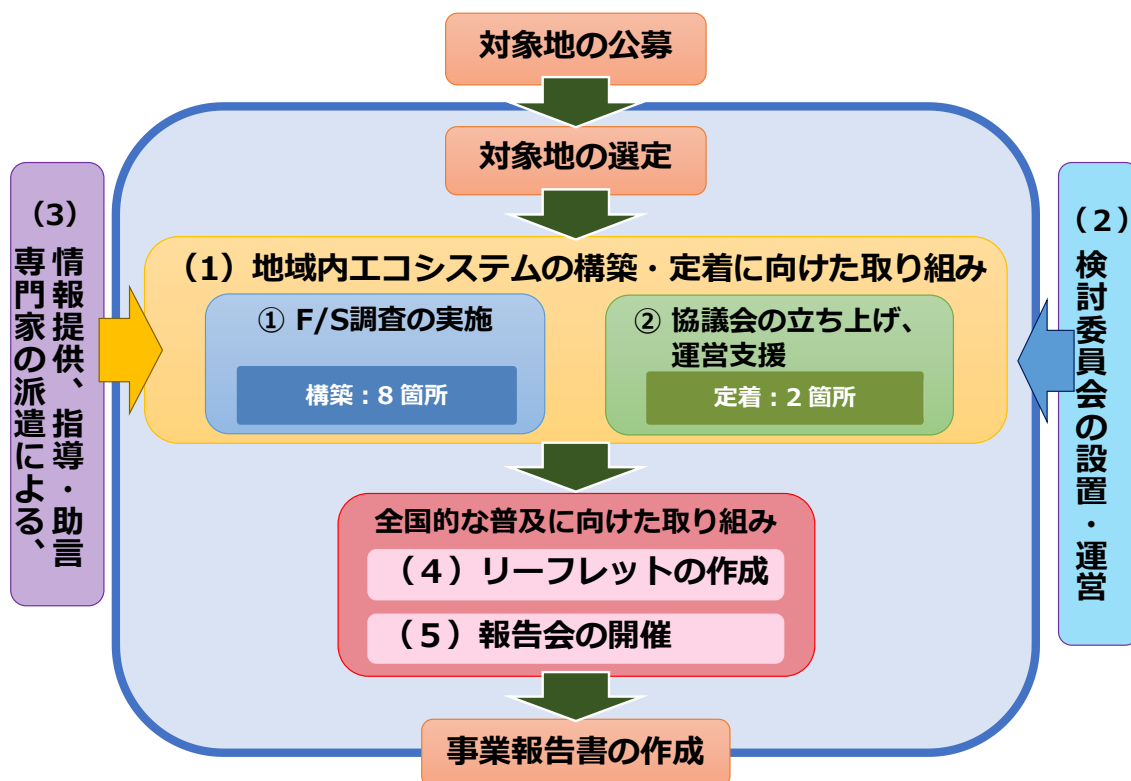 対象地の公募
対象地の選定
（3）
専門家の派遣による、
情報提供、指導・助言
（1）地域内エコシステムの構築・定着に向けた取り組み
① F/S調査の実施
構築：8 箇所
② 協議会の立ち上げ、
運営支援
定着：2 箇所
（2）検討委員会の設置・運営
全国的な普及に向けた取り組み
（4）リーフレットの作成
（5）報告会の開催
事業報告書の作成